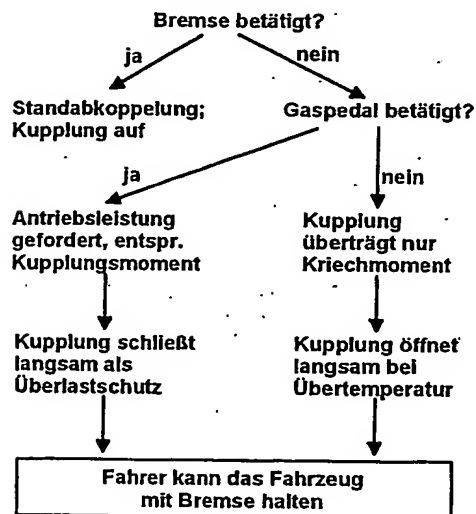 Bremse betätigt?
ja
nein
Standabkoppelung;
Kupplung auf
Gaspedal betätigt?
ja
nein
Antriebsleistung
gefordert, entspr.
Kupplungsmoment
Kupplung
überträgt nur
Kriechmoment
Kupplung schließt
langsam als
Überlastschutz
Kupplung öffnet
langsam bei
Übertemperatur
Fahrer kann das Fahrzeug
mit Bremse halten